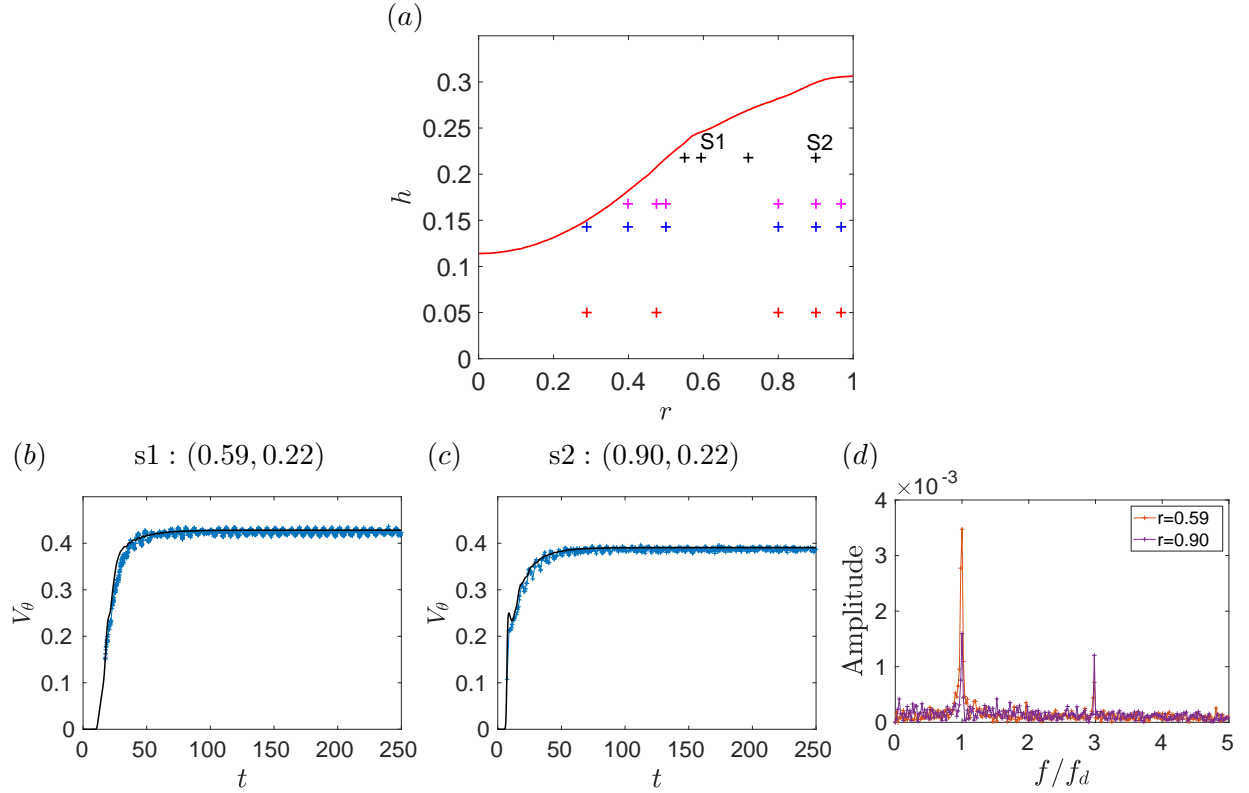 (a)
0.3
0.25
0.2
0.15
0.1
0.05
0
h
S1 S2
0 0.2 0.4 0.6 0.8 1
r
(b) s1 : (0.59, 0.22)
0.4
0.3
0.2
0.1
0
V_θ
0 50 100 150 200 250
t
(c) s2 : (0.90, 0.22)
0.4
0.3
0.2
0.1
0
V_θ
0 50 100 150 200 250
t
(d)
×10⁻³
4
3
2
1
0
Amplitude
r=0.59
r=0.90
0 1 2 3 4 5
f/f_d